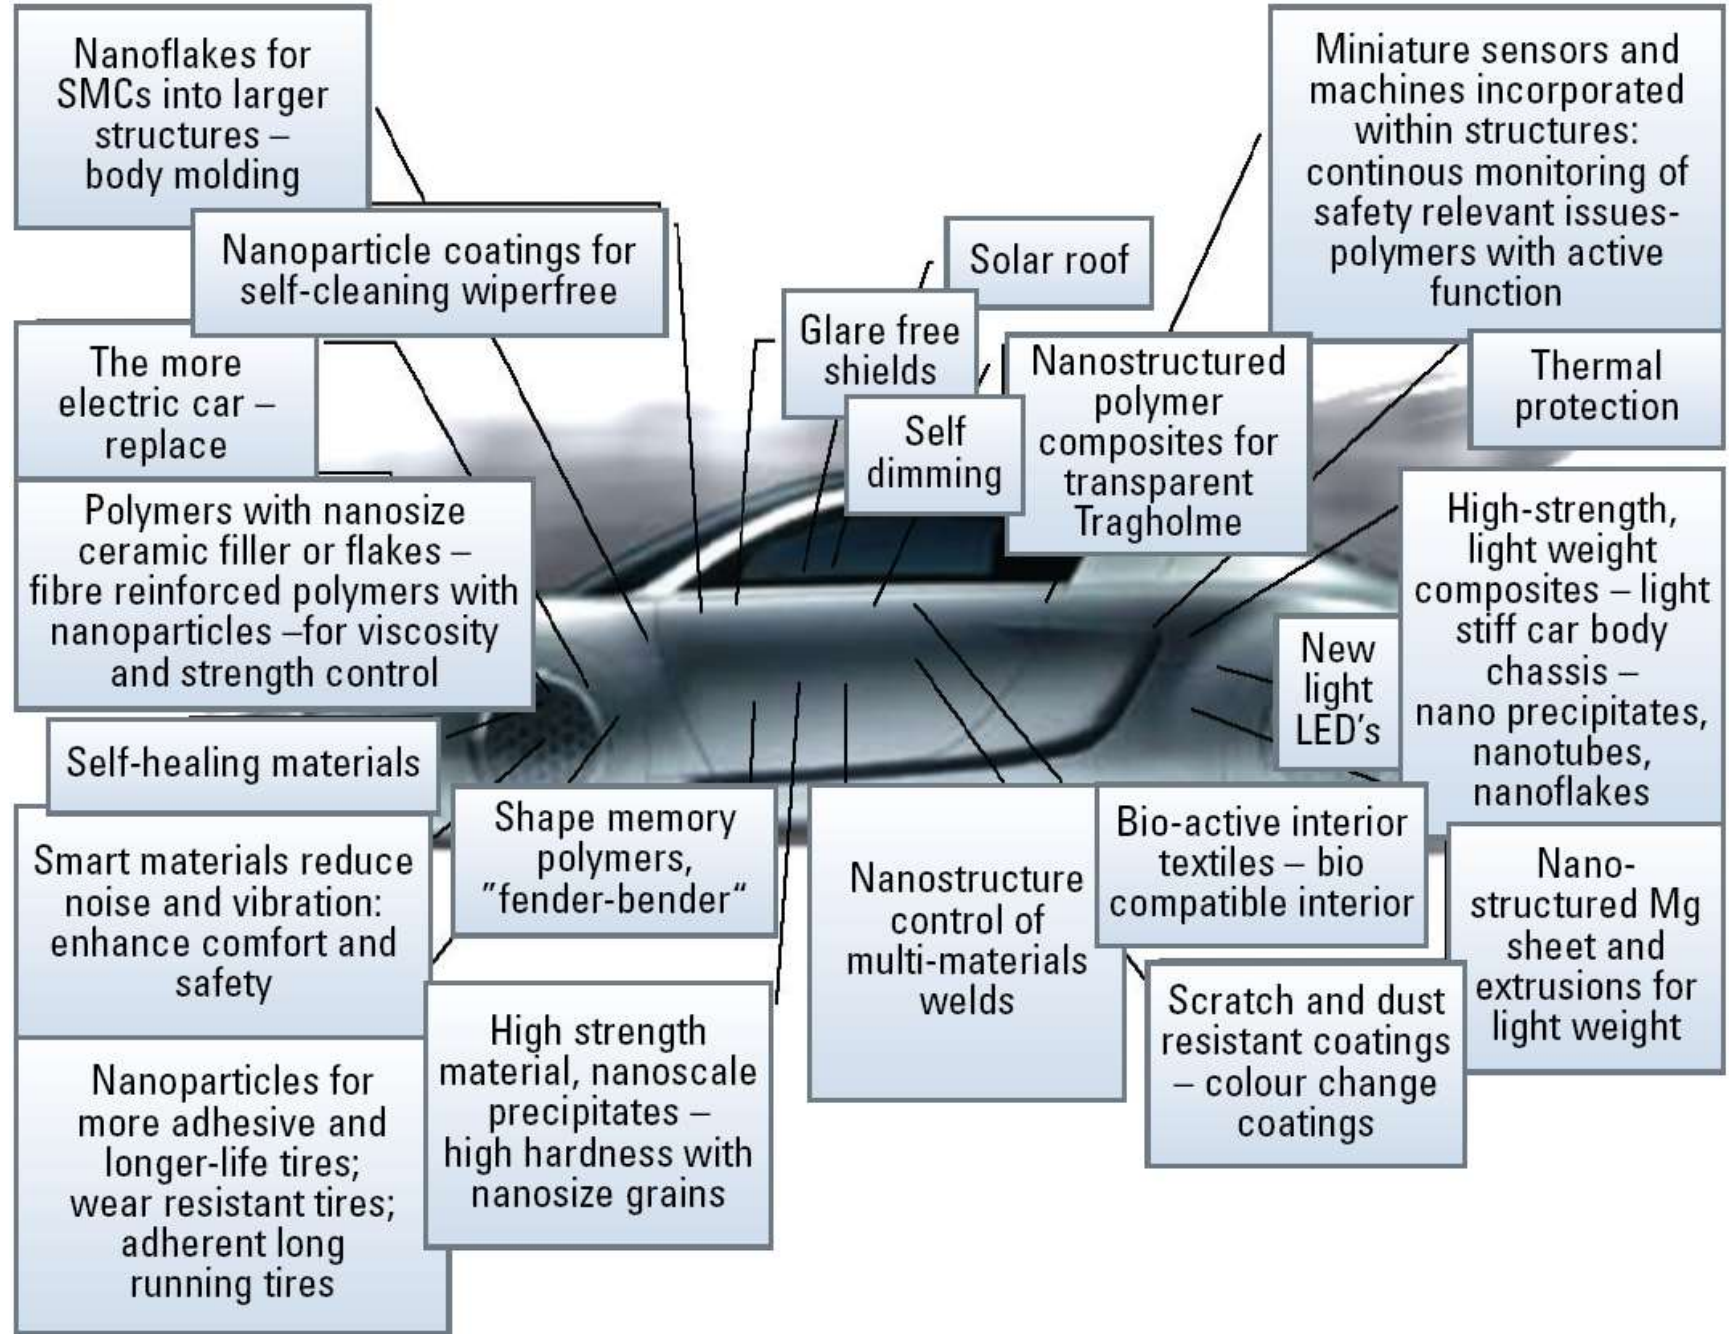 Nanoflakes for
SMCs into larger
structures –
body molding
Nanoparticle coatings for
self-cleaning wiperfree
The more
electric car –
replace
Polymers with nanosize
ceramic filler or flakes –
fibre reinforced polymers with
nanoparticles –for viscosity
and strength control
Self-healing materials
Smart materials reduce
noise and vibration:
enhance comfort and
safety
Nanoparticles for
more adhesive and
longer-life tires;
wear resistant tires;
adherent long
running tires
Shape memory
polymers,
”fender-bender“
High strength
material, nanoscale
precipitates –
high hardness with
nanosize grains
Solar roof
Glare free
shields
Self
dimming
Nanostructured
polymer
composites for
transparent
Tragholme
Miniature sensors and
machines incorporated
within structures:
continous monitoring of
safety relevant issues-
polymers with active
function
Thermal
protection
High-strength,
light weight
composites – light
stiff car body
chassis –
nano precipitates,
nanotubes,
nanoflakes
New
light
LED’s
Nanostructure
control of
multi-materials
welds
Bio-active interior
textiles – bio
compatible interior
Scratch and dust
resistant coatings
– colour change
coatings
Nano-
structured Mg
sheet and
extrusions for
light weight